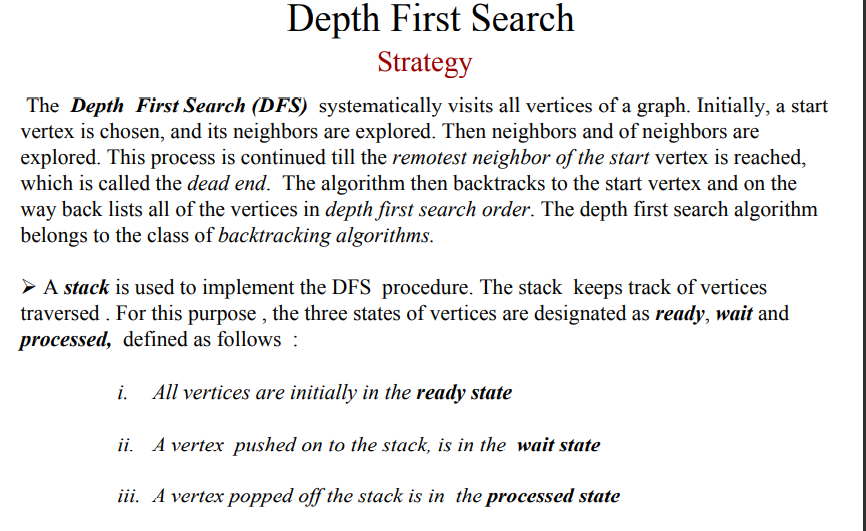 Depth First Search
Strategy
The Depth First Search (DFS) systematically visits all vertices of a graph. Initially, a start
vertex is chosen, and its neighbors are explored. Then neighbors and of neighbors are
explored. This process is continued till the remotest neighbor of the start vertex is reached,
which is called the dead end. The algorithm then backtracks to the start vertex and on the
way back lists all of the vertices in depth first search order. The depth first search algorithm
belongs to the class of backtracking algorithms.
➢ A stack is used to implement the DFS procedure. The stack keeps track of vertices
traversed . For this purpose , the three states of vertices are designated as ready, wait and
processed, defined as follows :
i. All vertices are initially in the ready state
ii. A vertex pushed on to the stack, is in the wait state
iii. A vertex popped off the stack is in the processed state